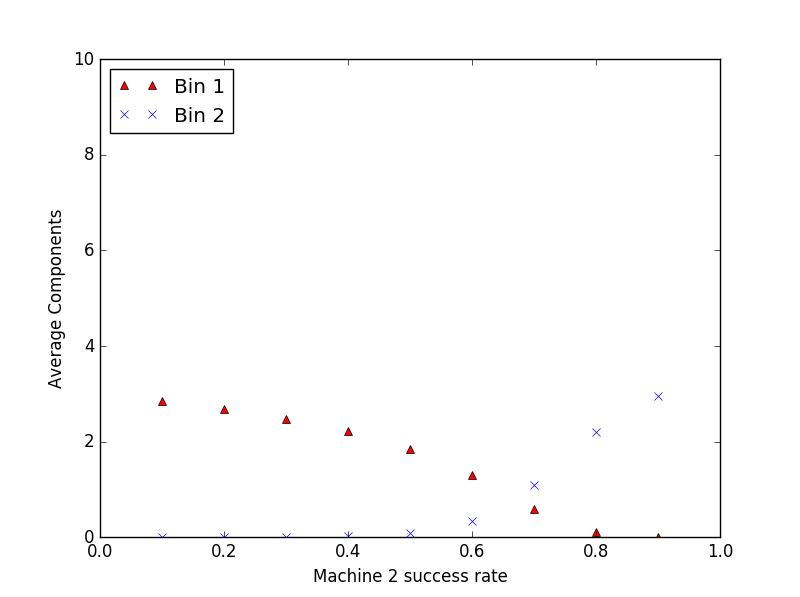 10
8
6
4
2
0
Bin 1
Bin 2
Average Components
0.0 0.2 0.4 0.6 0.8 1.0
Machine 2 success rate